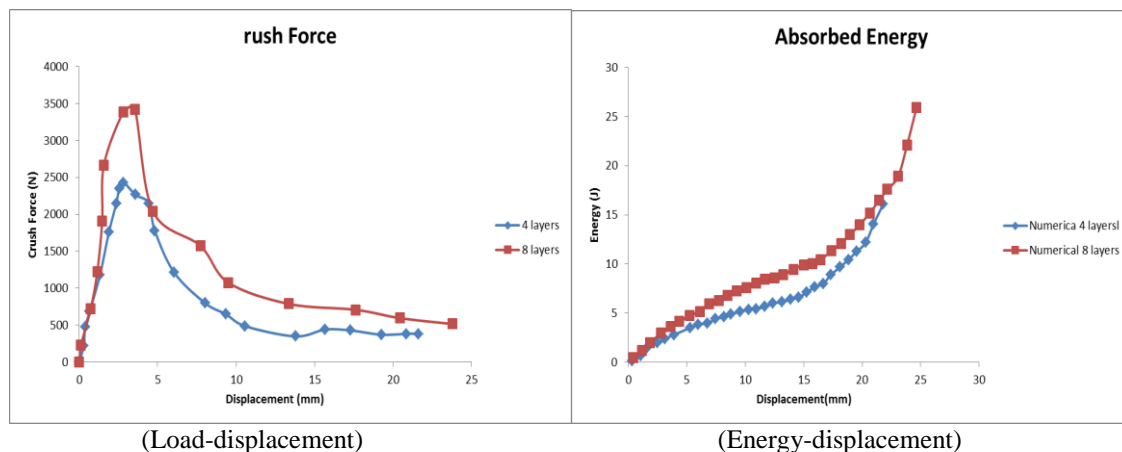 rush Force
4000
3500
3000
2500
2000
1500
1000
500
0
Crush Force (N)
0 5 10 15 20 25
Displacement (mm)
4 layers
8 layers
(Load-displacement)
Absorbed Energy
30
25
20
15
10
5
0
Energy (J)
0 5 10 15 20 25 30
Displacement(mm)
Numerica 4 layersl
Numerical 8 layers
(Energy-displacement)